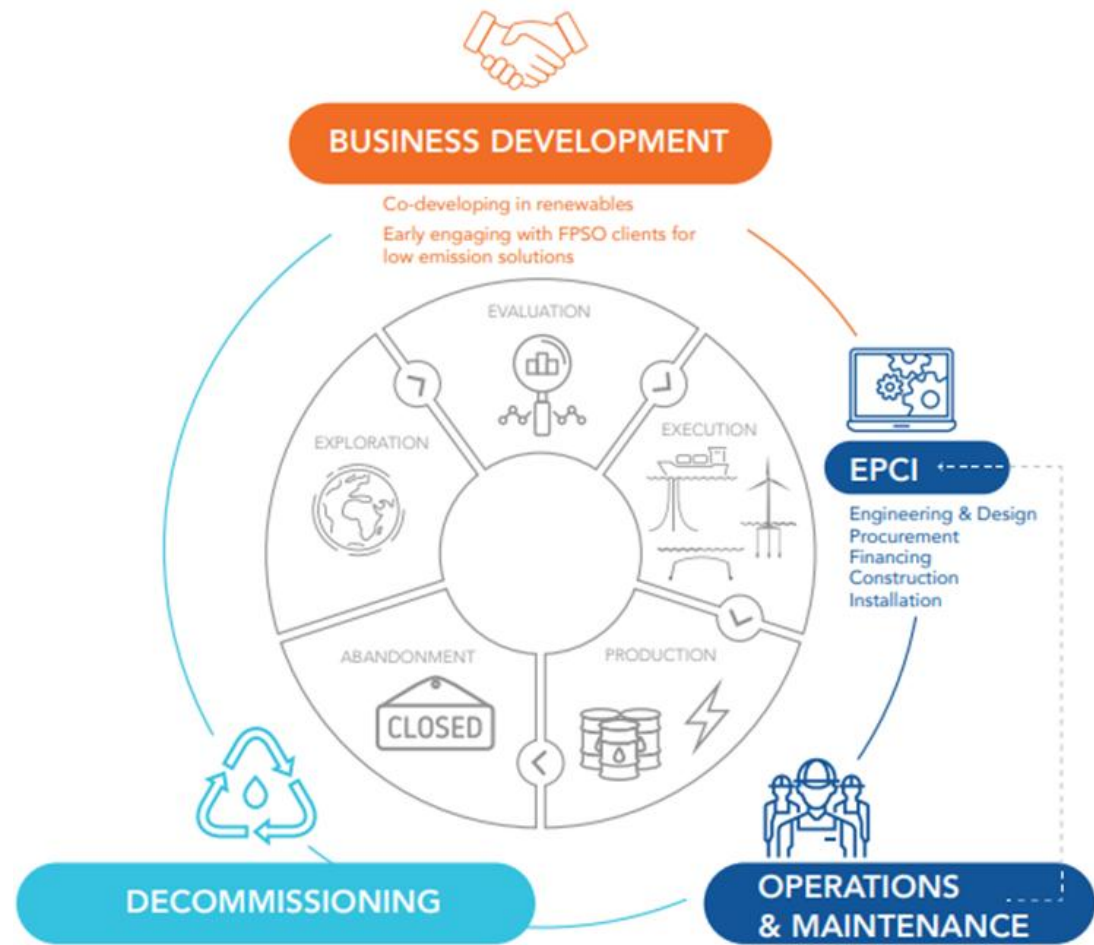 BUSINESS DEVELOPMENT
Co-developing in renewables
Early engaging with FPSO clients for
low emission solutions
EVALUATION
EXPLORATION
EXECUTION
EPCI
Engineering & Design
Procurement
Financing
Construction
Installation
ABANDONMENT
CLOSED
PRODUCTION
DECOMMISSIONING
OPERATIONS
& MAINTENANCE